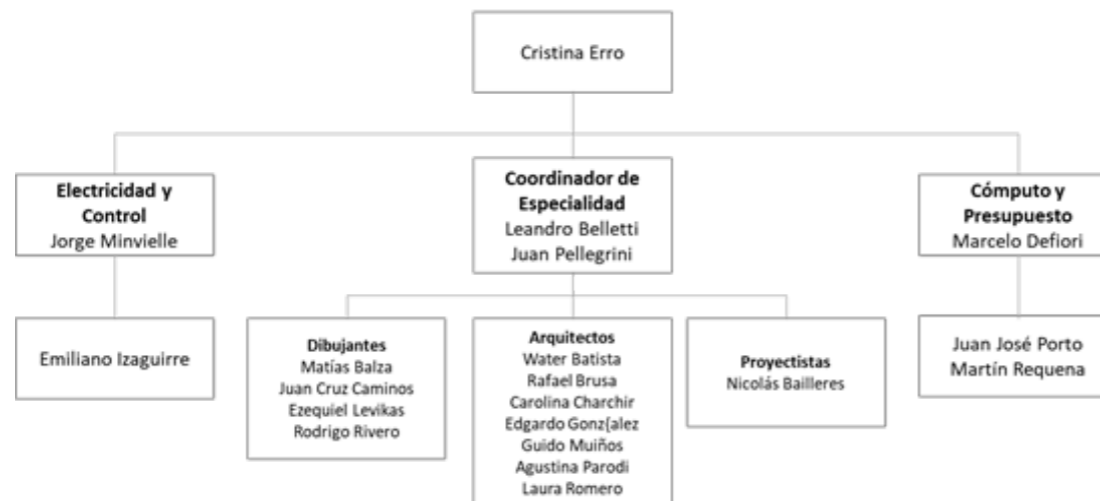 Cristina Erro
Electricidad y
Control
Jorge Minvielle
Coordinador de
Especialidad
Leandro Belletti
Juan Pellegrini
Cómputo y
Presupuesto
Marcelo Defiori
Emiliano Izaguirre
Dibujantes
Matías Balza
Juan Cruz Caminos
Ezequiel Levikas
Rodrigo Rivero
Arquitectos
Water Batista
Rafael Brusa
Carolina Charchir
Edgardo Gonz{alez
Guido Muiños
Agustina Parodi
Laura Romero
Proyectistas
Nicolás Bailleres
Juan José Porto
Martín Requena